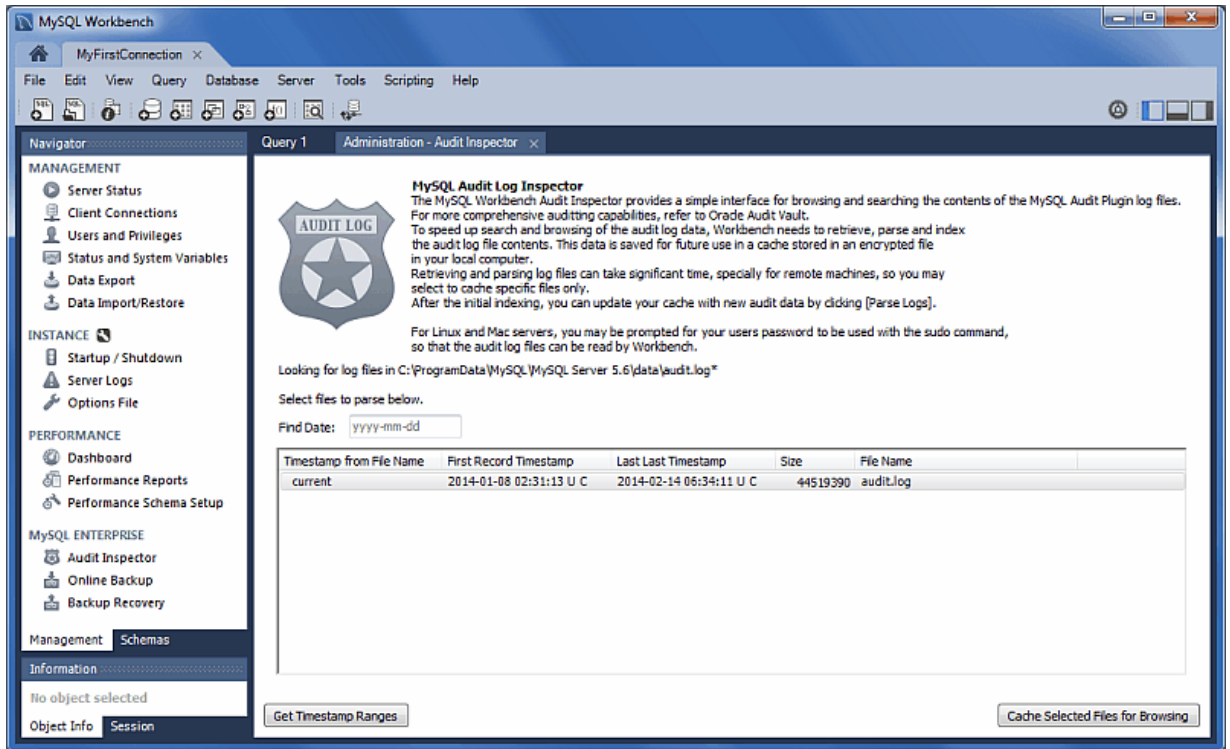 MySQL Workbench
MyFirstConnection
File Edit View Query Database Server Tools Scripting Help
Navigator
MANAGEMENT
Server Status
Client Connections
Users and Privileges
Status and System Variables
Data Export
Data Import/Restore
INSTANCE
Startup / Shutdown
Server Logs
Options File
PERFORMANCE
Dashboard
Performance Reports
Performance Schema Setup
MySQL ENTERPRISE
Audit Inspector
Online Backup
Backup Recovery
Management Schemas
Information
No object selected
Object Info Session
Query 1 Administration - Audit Inspector
AUDIT LOG
MySQL Audit Log Inspector
The MySQL Workbench Audit Inspector provides a simple interface for browsing and searching the contents of the MySQL Audit Plugin log files.
For more comprehensive auditting capabilities, refer to Oracle Audit Vault.
To speed up search and browsing of the audit log data, Workbench needs to retrieve, parse and index
the audit log file contents. This data is saved for future use in a cache stored in an encrypted file
in your local computer.
Retrieving and parsing log files can take significant time, specially for remote machines, so you may
select to cache specific files only.
After the initial indexing, you can update your cache with new audit data by clicking [Parse Logs].
For Linux and Mac servers, you may be prompted for your users password to be used with the sudo command,
so that the audit log files can be read by Workbench.
Looking for log files in C:\ProgramData\MySQL\MySQL Server 5.6\data\audit.log*
Select files to parse below.
Find Date: yyyy-mm-dd
Timestamp from File Name First Record Timestamp Last Last Timestamp Size File Name
current 2014-01-08 02:31:13 U C 2014-02-14 06:34:11 U C 44519390 audit.log
Get Timestamp Ranges Cache Selected Files for Browsing